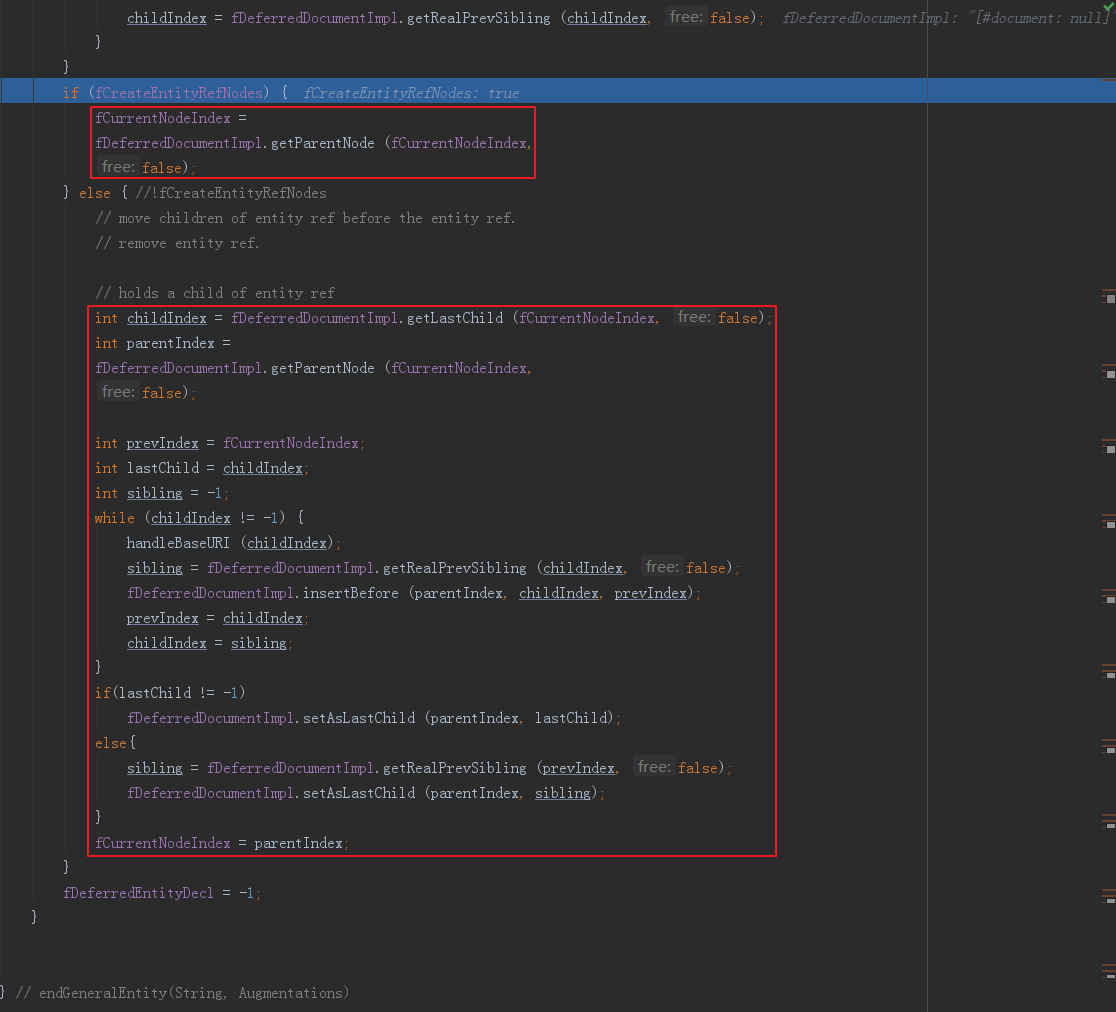 childIndex = fDeferredDocumentImpl.getRealPrevSibling (childIndex, free: false); fDeferredDocumentImpl: "[#document: null]"
}
}
if (fCreateEntityRefNodes) { fCreateEntityRefNodes: true
fCurrentNodeIndex =
fDeferredDocumentImpl.getParentNode (fCurrentNodeIndex,
free: false);
} else { //!fCreateEntityRefNodes
// move children of entity ref before the entity ref.
// remove entity ref.
// holds a child of entity ref
int childIndex = fDeferredDocumentImpl.getLastChild (fCurrentNodeIndex, free: false);
int parentIndex =
fDeferredDocumentImpl.getParentNode (fCurrentNodeIndex,
free: false);
int prevIndex = fCurrentNodeIndex;
int lastChild = childIndex;
int sibling = -1;
while (childIndex != -1) {
handleBaseURI (childIndex);
sibling = fDeferredDocumentImpl.getRealPrevSibling (childIndex, free: false);
fDeferredDocumentImpl.insertBefore (parentIndex, childIndex, prevIndex);
prevIndex = childIndex;
childIndex = sibling;
}
if(lastChild != -1)
fDeferredDocumentImpl.setAsLastChild (parentIndex, lastChild);
else{
sibling = fDeferredDocumentImpl.getRealPrevSibling (prevIndex, free: false);
fDeferredDocumentImpl.setAsLastChild (parentIndex, sibling);
}
fCurrentNodeIndex = parentIndex;
}
fDeferredEntityDecl = -1;
}
} // endGeneralEntity(String, Augmentations)